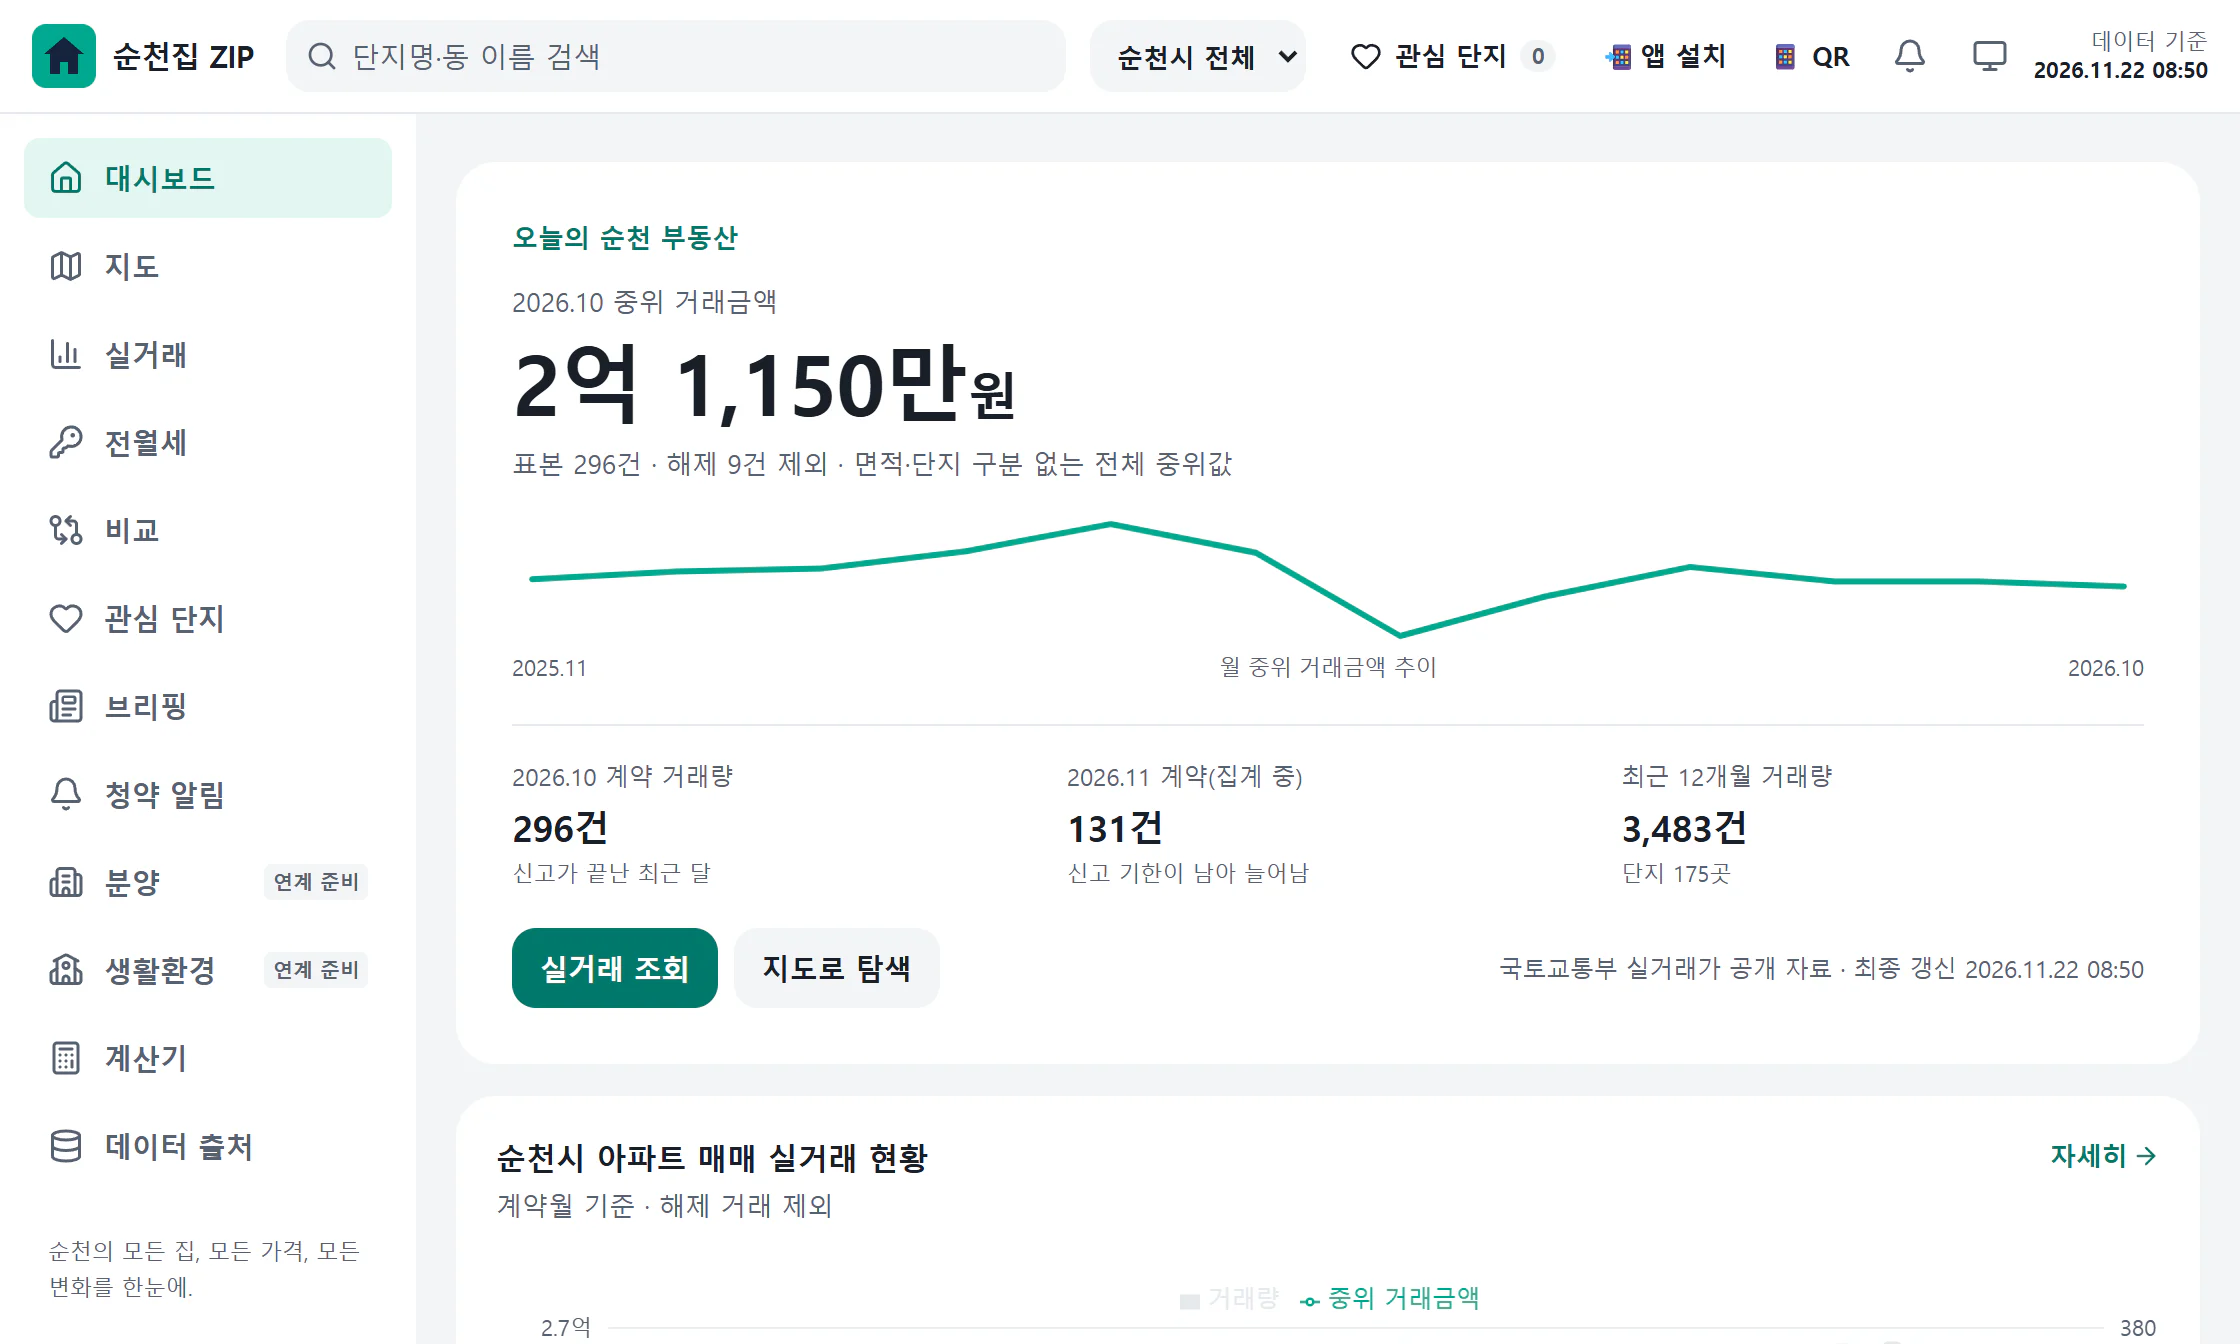 순천집 ZIP
단지명·동 이름 검색
순천시 전체
관심 단지 0
앱 설치
QR
데이터 기준
2026.11.22 08:50
대시보드
지도
실거래
전월세
비교
관심 단지
브리핑
청약 알림
분양 연계 준비
생활환경 연계 준비
계산기
데이터 출처
순천의 모든 집, 모든 가격, 모든
변화를 한눈에.
오늘의 순천 부동산
2026.10 중위 거래금액
2억 1,150만원
표본 296건 · 해제 9건 제외 · 면적·단지 구분 없는 전체 중위값
2025.11 월 중위 거래금액 추이 2026.10
2026.10 계약 거래량
296건
신고가 끝난 최근 달
2026.11 계약(집계 중)
131건
신고 기한이 남아 늘어남
최근 12개월 거래량
3,483건
단지 175곳
실거래 조회
지도로 탐색
국토교통부 실거래가 공개 자료 · 최종 갱신 2026.11.22 08:50
순천시 아파트 매매 실거래 현황
자세히
계약월 기준 · 해제 거래 제외
거래량 중위 거래금액
2.7억 380